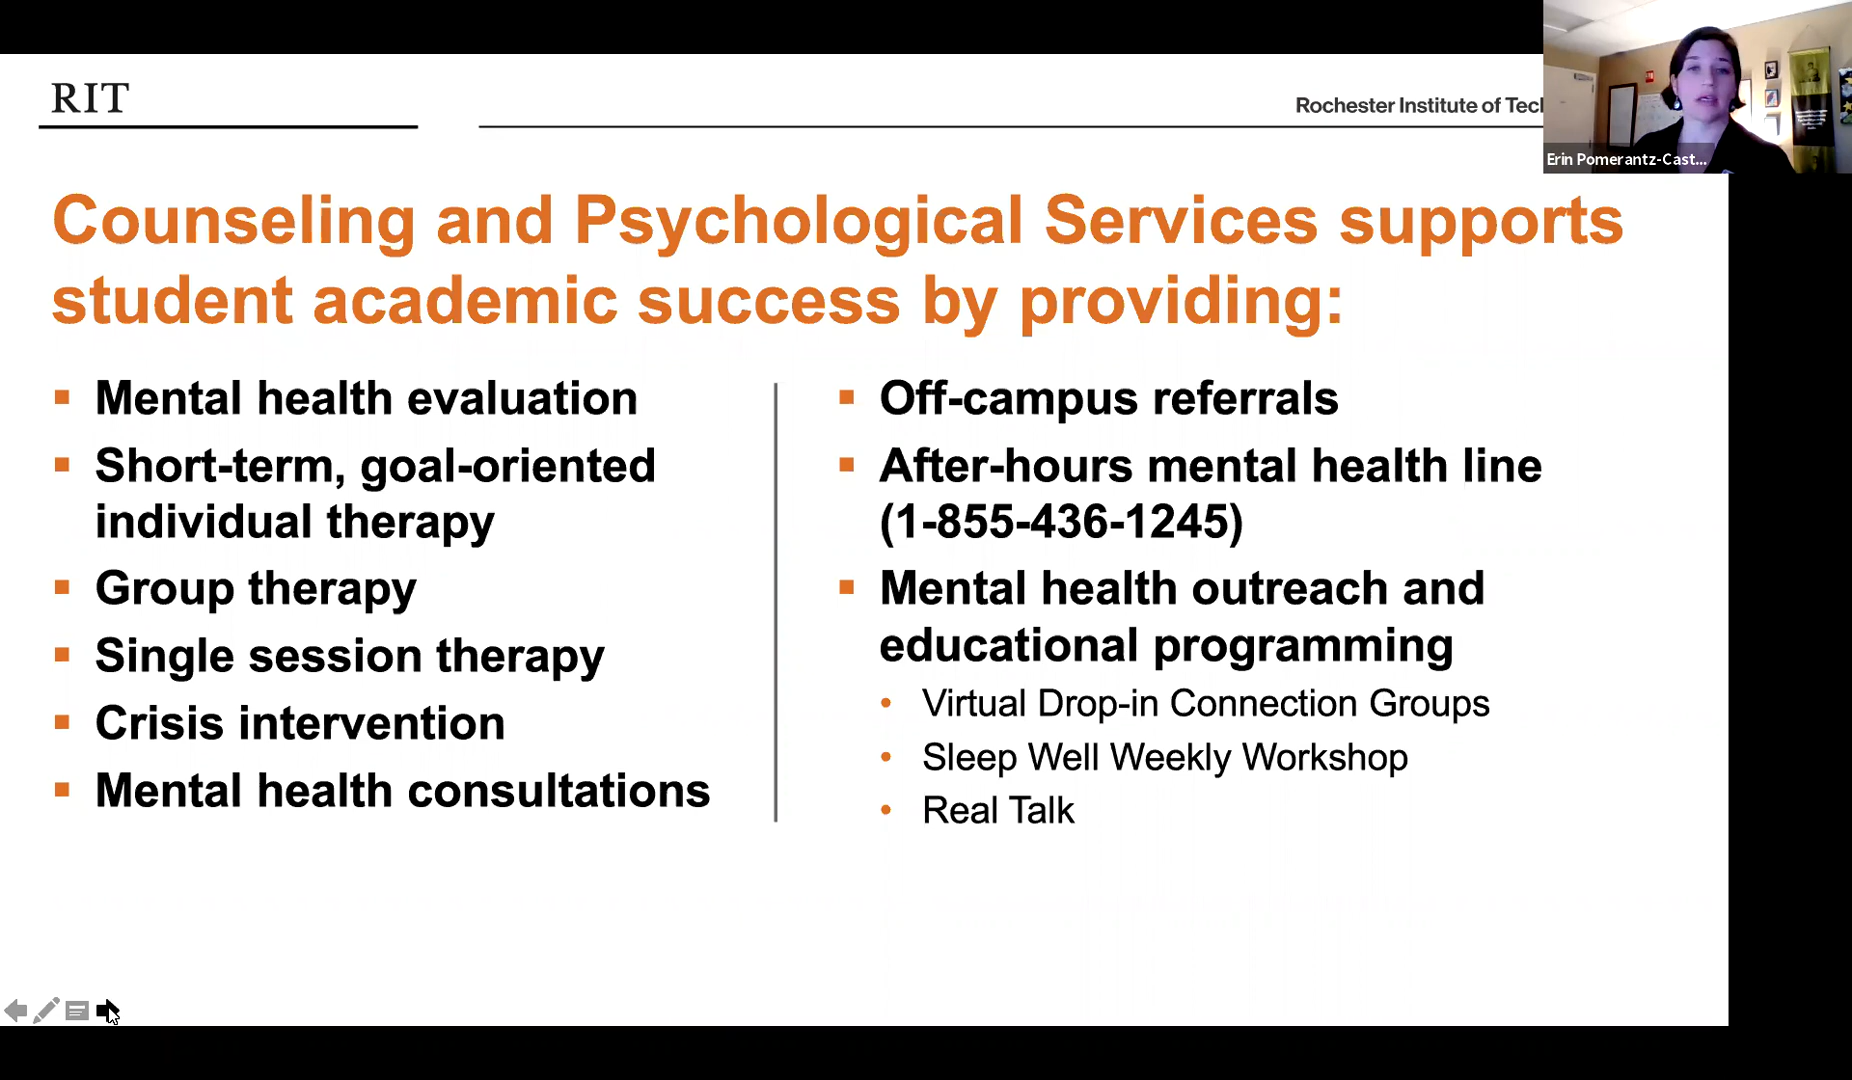 RIT
Rochester Institute of Tec
Erin Pomerantz-Cast...
Counseling and Psychological Services supports
student academic success by providing:
Mental health evaluation
Short-term, goal-oriented
individual therapy
Group therapy
Single session therapy
Crisis intervention
Mental health consultations
Off-campus referrals
After-hours mental health line
(1-855-436-1245)
Mental health outreach and
educational programming
Virtual Drop-in Connection Groups
Sleep Well Weekly Workshop
Real Talk